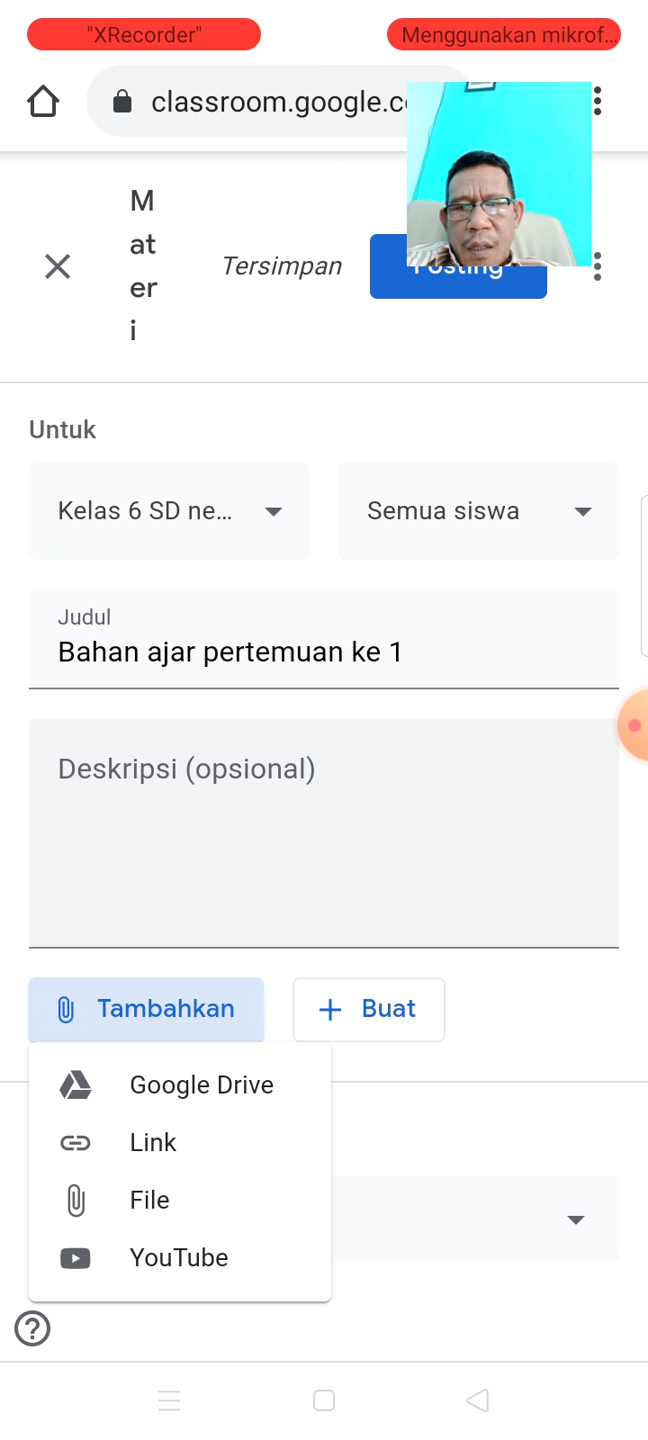 "XRecorder"
Menggunakan mikrof...
classroom.google.c
M
at
er
i
Tersimpan
Posting
Untuk
Kelas 6 SD ne...
Semua siswa
Judul
Bahan ajar pertemuan ke 1
Deskripsi (opsional)
Tambahkan
+ Buat
Google Drive
Link
File
YouTube
?